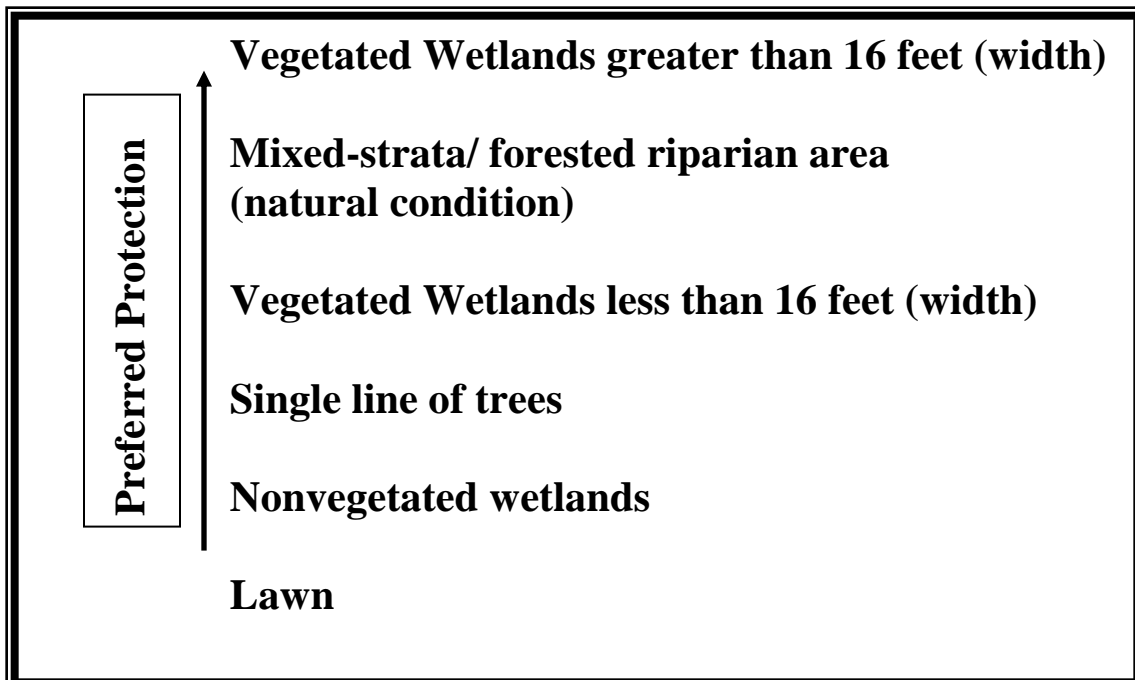 Preferred Protection
Vegetated Wetlands greater than 16 feet (width)
Mixed-strata/ forested riparian area
(natural condition)
Vegetated Wetlands less than 16 feet (width)
Single line of trees
Nonvegetated wetlands
Lawn